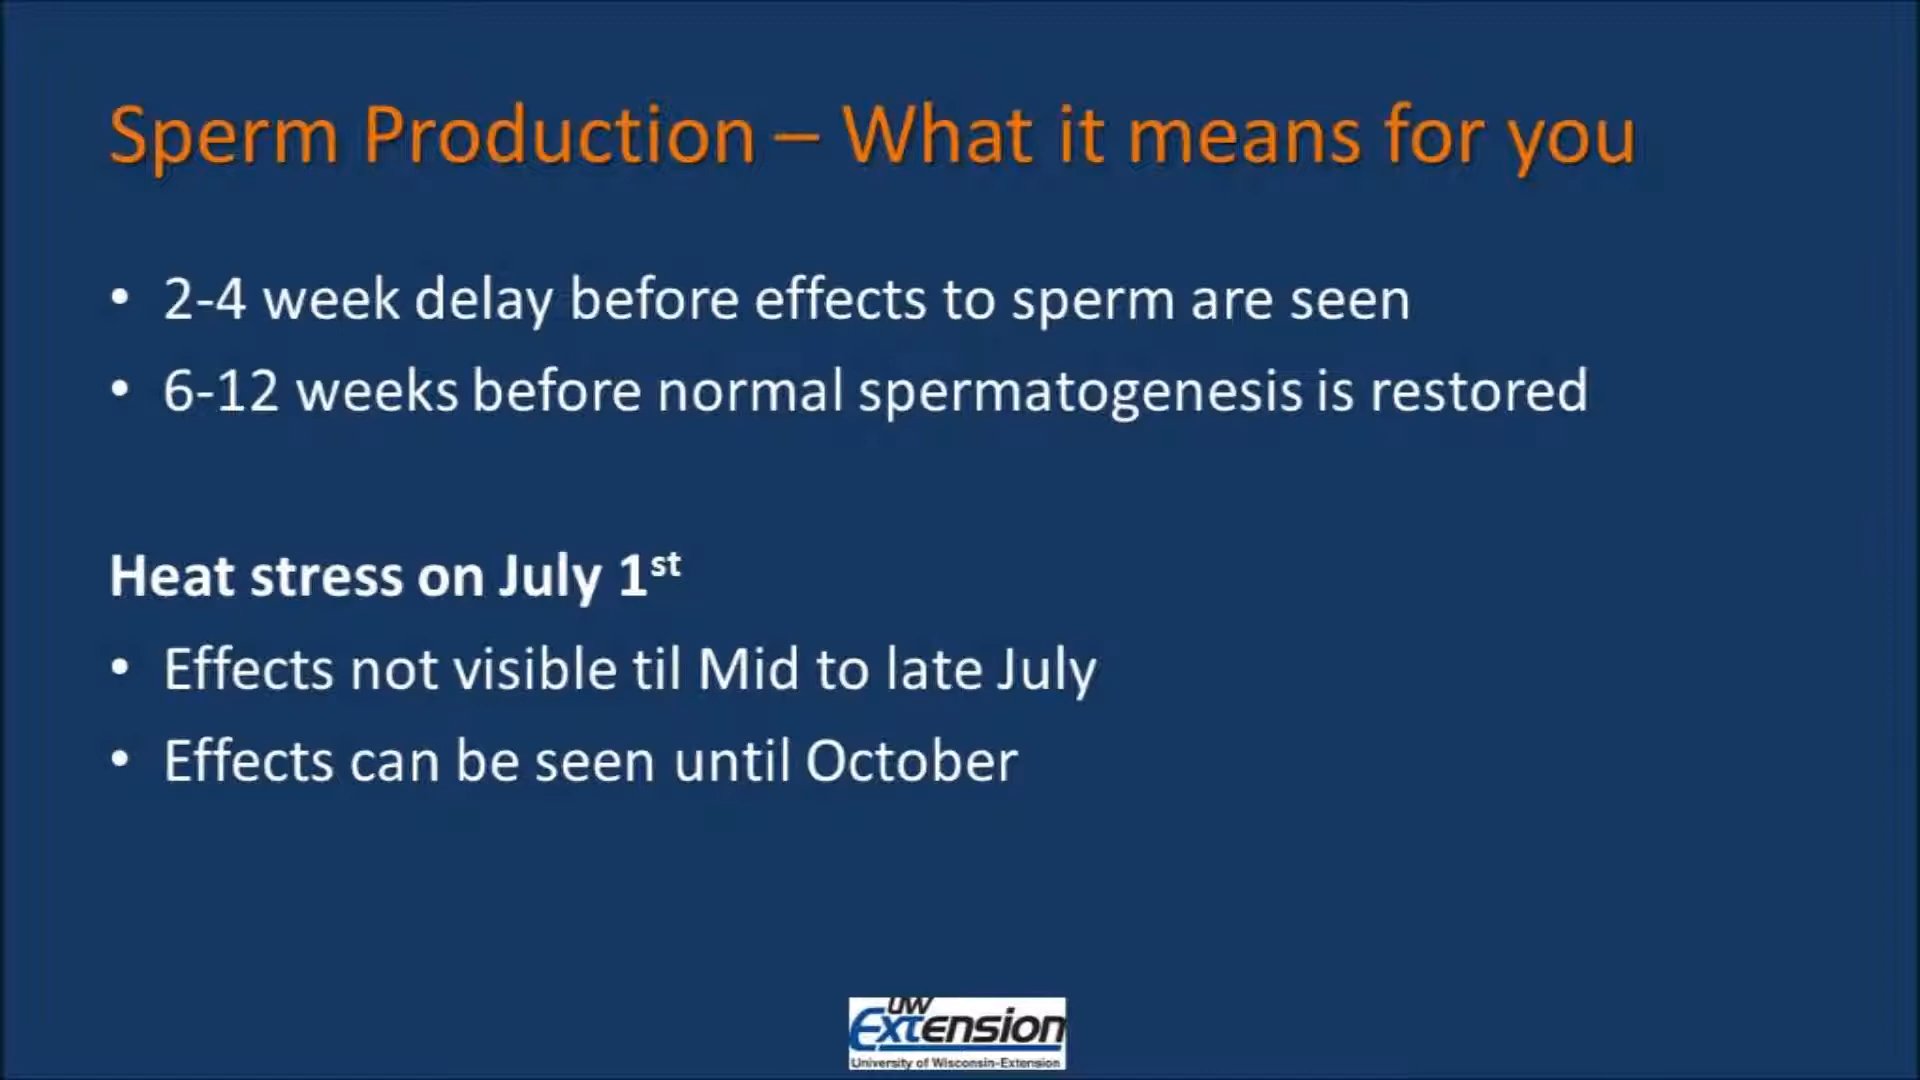 Sperm Production – What it means for you
• 2-4 week delay before effects to sperm are seen
• 6-12 weeks before normal spermatogenesis is restored
Heat stress on July 1st
• Effects not visible til Mid to late July
• Effects can be seen until October
UW
Extension
University of Wisconsin-Extension